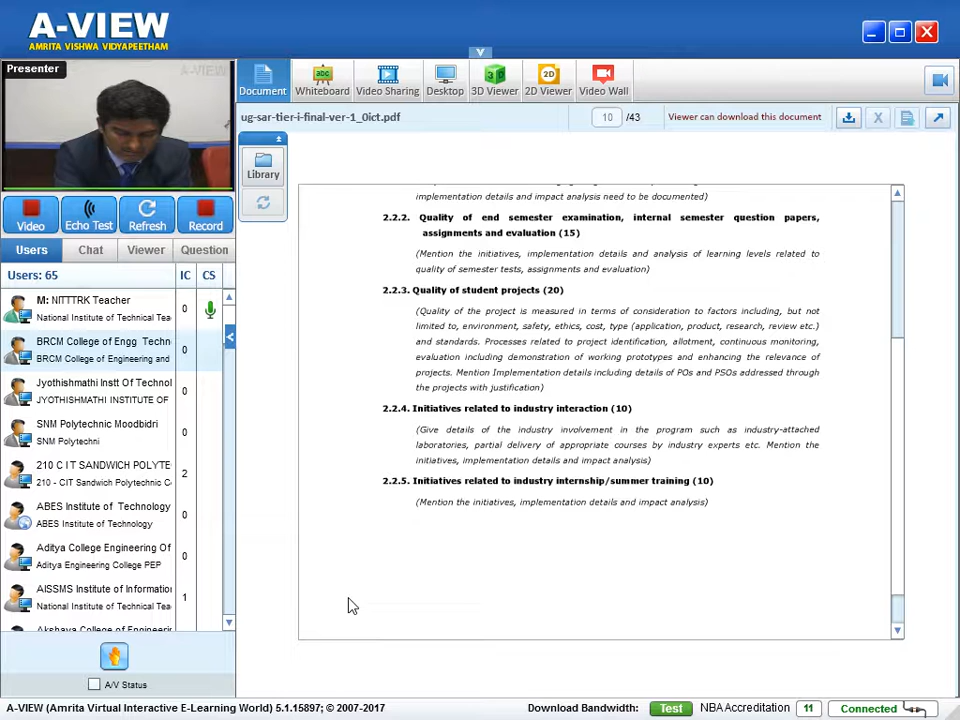 A-VIEW
AMRITA VISHWA VIDYAPEETHAM
v
Presenter
A-VIEW
Document
abc
Whiteboard
Video Sharing
Desktop
3D
3D Viewer
2D
2D Viewer
Video Wall
ug-sar-tier-i-final-ver-1_0ict.pdf
10 /43
Viewer can download this document
Library
Video
Echo Test
Refresh
Record
Users
Chat
Viewer
Question
Users: 65
IC
CS
M: NITTTRK Teacher
National Institute of Technical Tea
0
BRCM College of Engg Techn
BRCM College of Engineering and
0
Jyothishmathi Instt Of Technol
JYOTHISHMATHI INSTITUTE OF
0
SNM Polytechnic Moodbidri
SNM Polytechni
0
210 C I T SANDWICH POLYTE
210 - CIT Sandwich Polytechnic C
2
ABES Institute of Technology
ABES Institute of Technology
0
Aditya College Engineering Of
Aditya Engineering College PEP
0
AISSMS Institute of Informatio
National Institute of Technical Tea
1
Akshaya College of Engineeri
A/V Status
implementation details and impact analysis need to be documented)
2.2.2. Quality of end semester examination, internal semester question papers,
assignments and evaluation (15)
(Mention the initiatives, implementation details and analysis of learning levels related to
quality of semester tests, assignments and evaluation)
2.2.3. Quality of student projects (20)
(Quality of the project is measured in terms of consideration to factors including, but not
limited to, environment, safety, ethics, cost, type (application, product, research, review etc.)
and standards. Processes related to project identification, allotment, continuous monitoring,
evaluation including demonstration of working prototypes and enhancing the relevance of
projects. Mention Implementation details including details of POs and PSOs addressed through
the projects with justification)
2.2.4. Initiatives related to industry interaction (10)
(Give details of the industry involvement in the program such as industry-attached
laboratories, partial delivery of appropriate courses by industry experts etc. Mention the
initiatives, implementation details and impact analysis)
2.2.5. Initiatives related to industry internship/summer training (10)
(Mention the initiatives, implementation details and impact analysis)
A-VIEW (Amrita Virtual Interactive E-Learning World) 5.1.15897; © 2007-2017
Download Bandwidth:
Test
NBA Accreditation
11
Connected